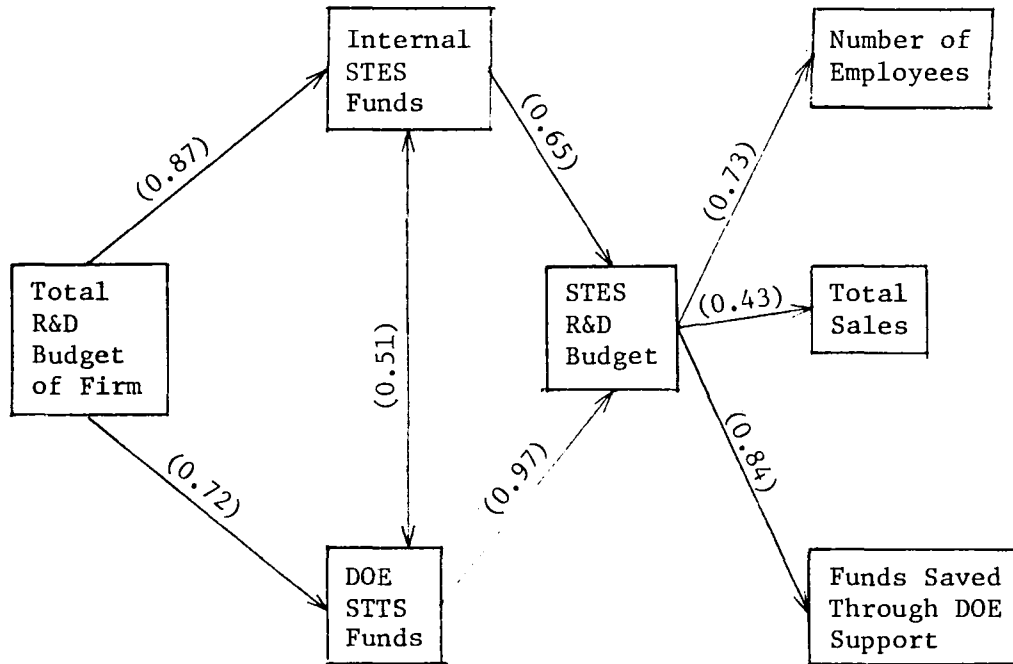 Internal
STES
Funds
Number of
Employees
(0.87)
(0.65)
(0.73)
Total
R&D
Budget
of Firm
(0.51)
STES
R&D
Budget
(0.43)
Total
Sales
(0.72)
(0.97)
(0.84)
DOE
STTS
Funds
Funds Saved
Through DOE
Support